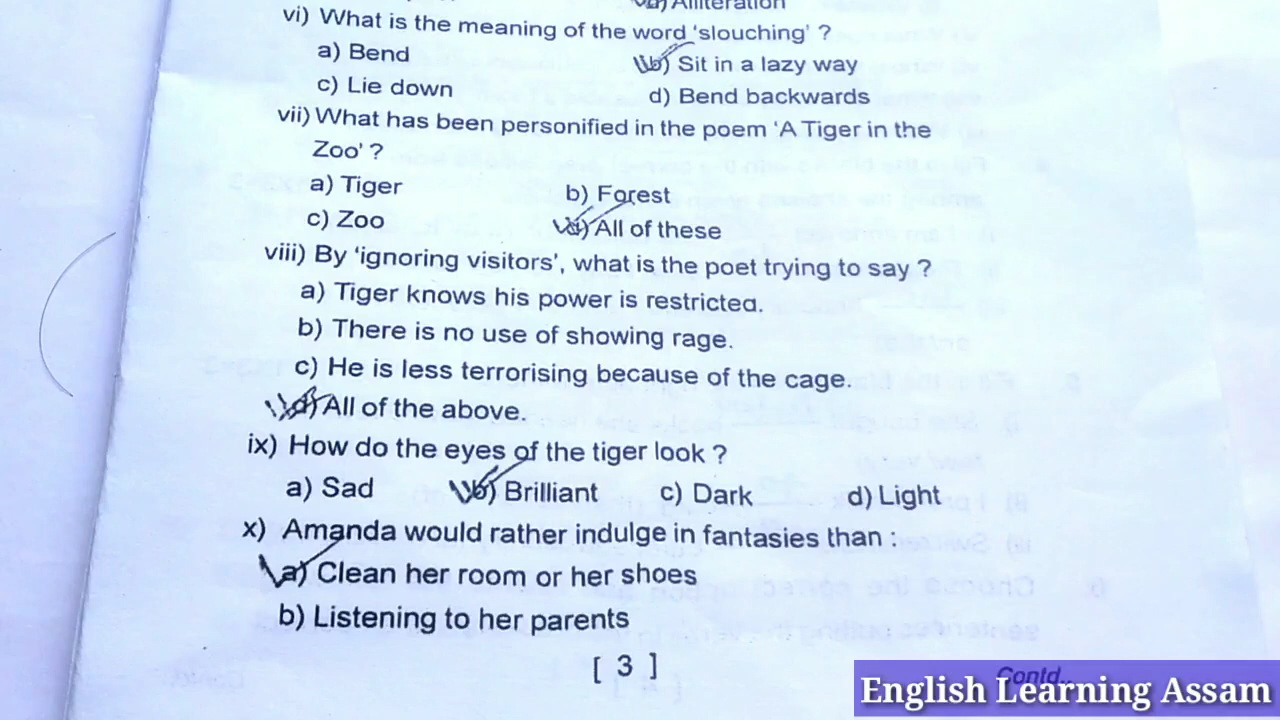 Alliteration
vi) What is the meaning of the word 'slouching' ?
a) Bend
b) Sit in a lazy way
c) Lie down
d) Bend backwards
vii) What has been personified in the poem 'A Tiger in the
Zoo' ?
a) Tiger
b) Forest
c) Zoo
d) All of these
viii) By 'ignoring visitors', what is the poet trying to say ?
a) Tiger knows his power is restricted.
b) There is no use of showing rage.
c) He is less terrorising because of the cage.
d) All of the above.
ix) How do the eyes of the tiger look ?
a) Sad
b) Brilliant
c) Dark
d) Light
x) Amanda would rather indulge in fantasies than :
a) Clean her room or her shoes
b) Listening to her parents
[ 3 ]
Contd..
English Learning Assam